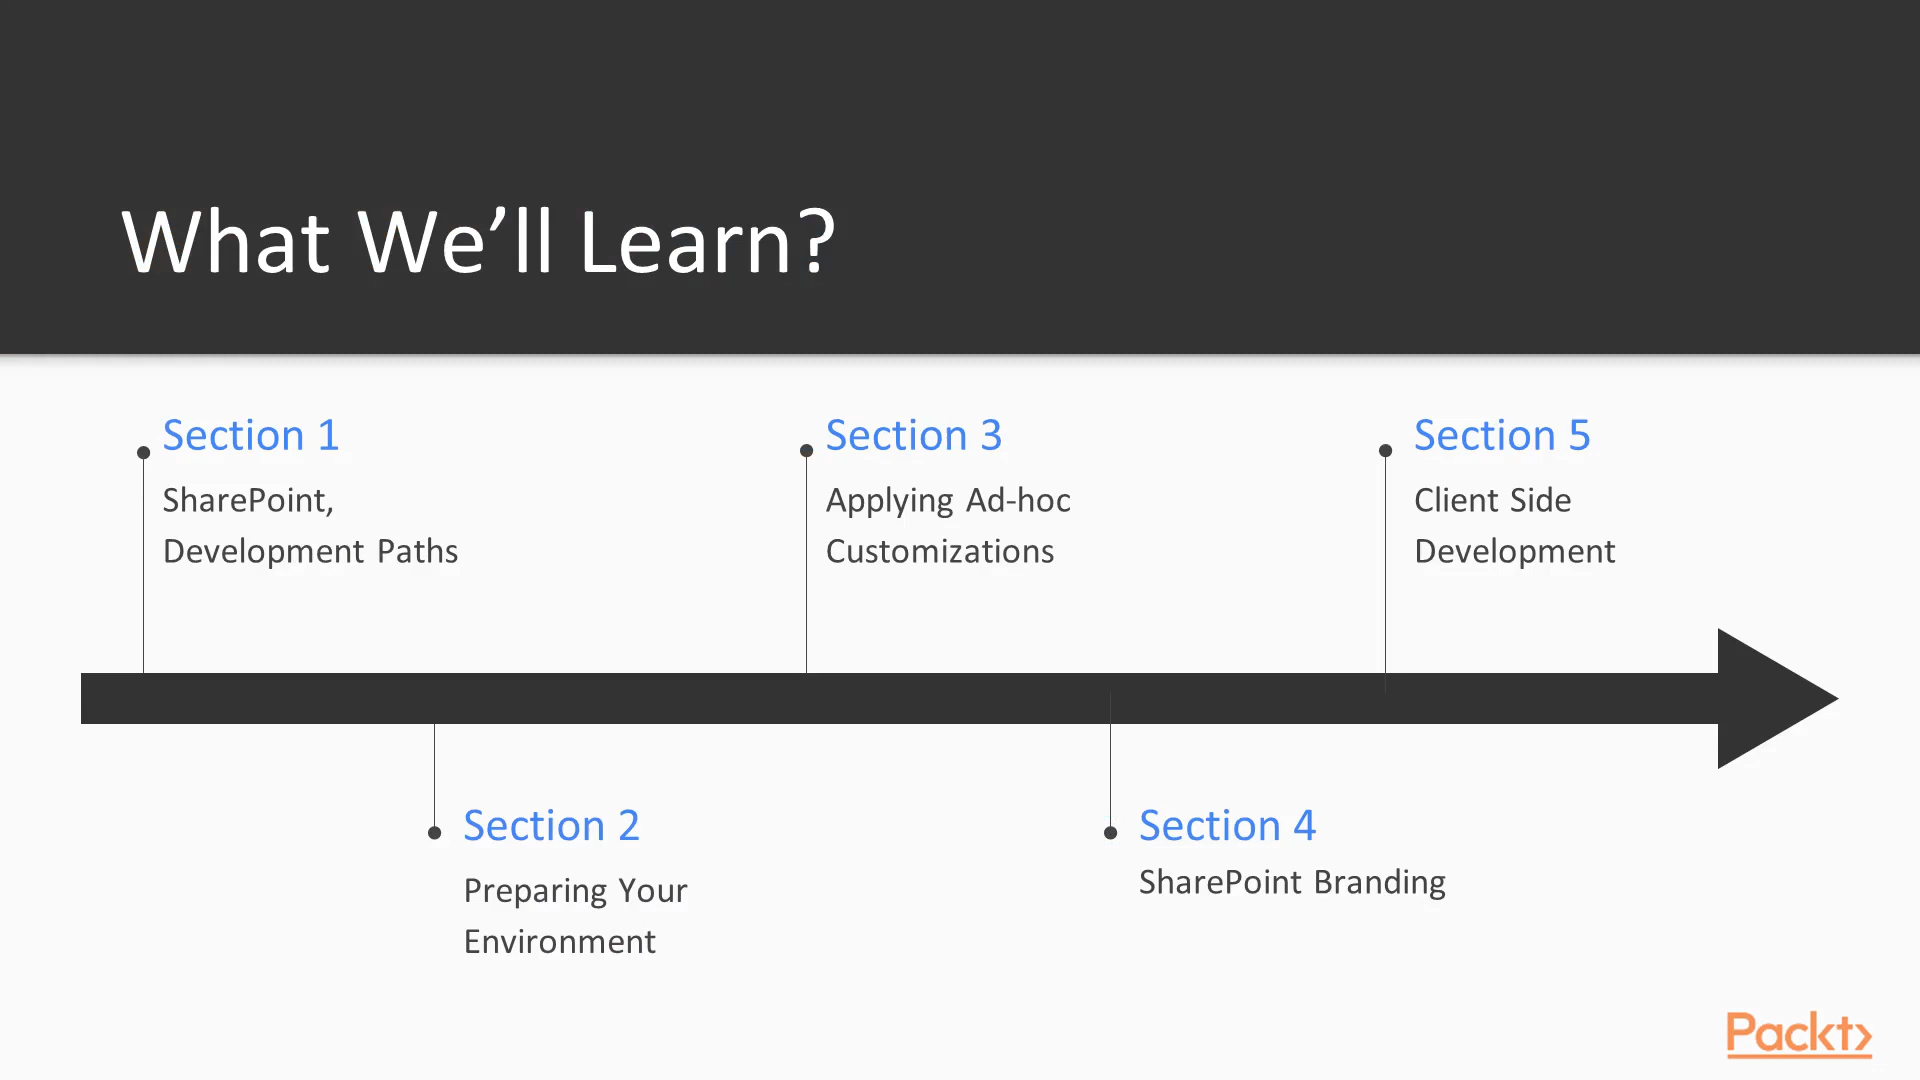 What We’ll Learn?
Section 1
SharePoint,
Development Paths
Section 2
Preparing Your
Environment
Section 3
Applying Ad-hoc
Customizations
Section 4
SharePoint Branding
Section 5
Client Side
Development
Packt>